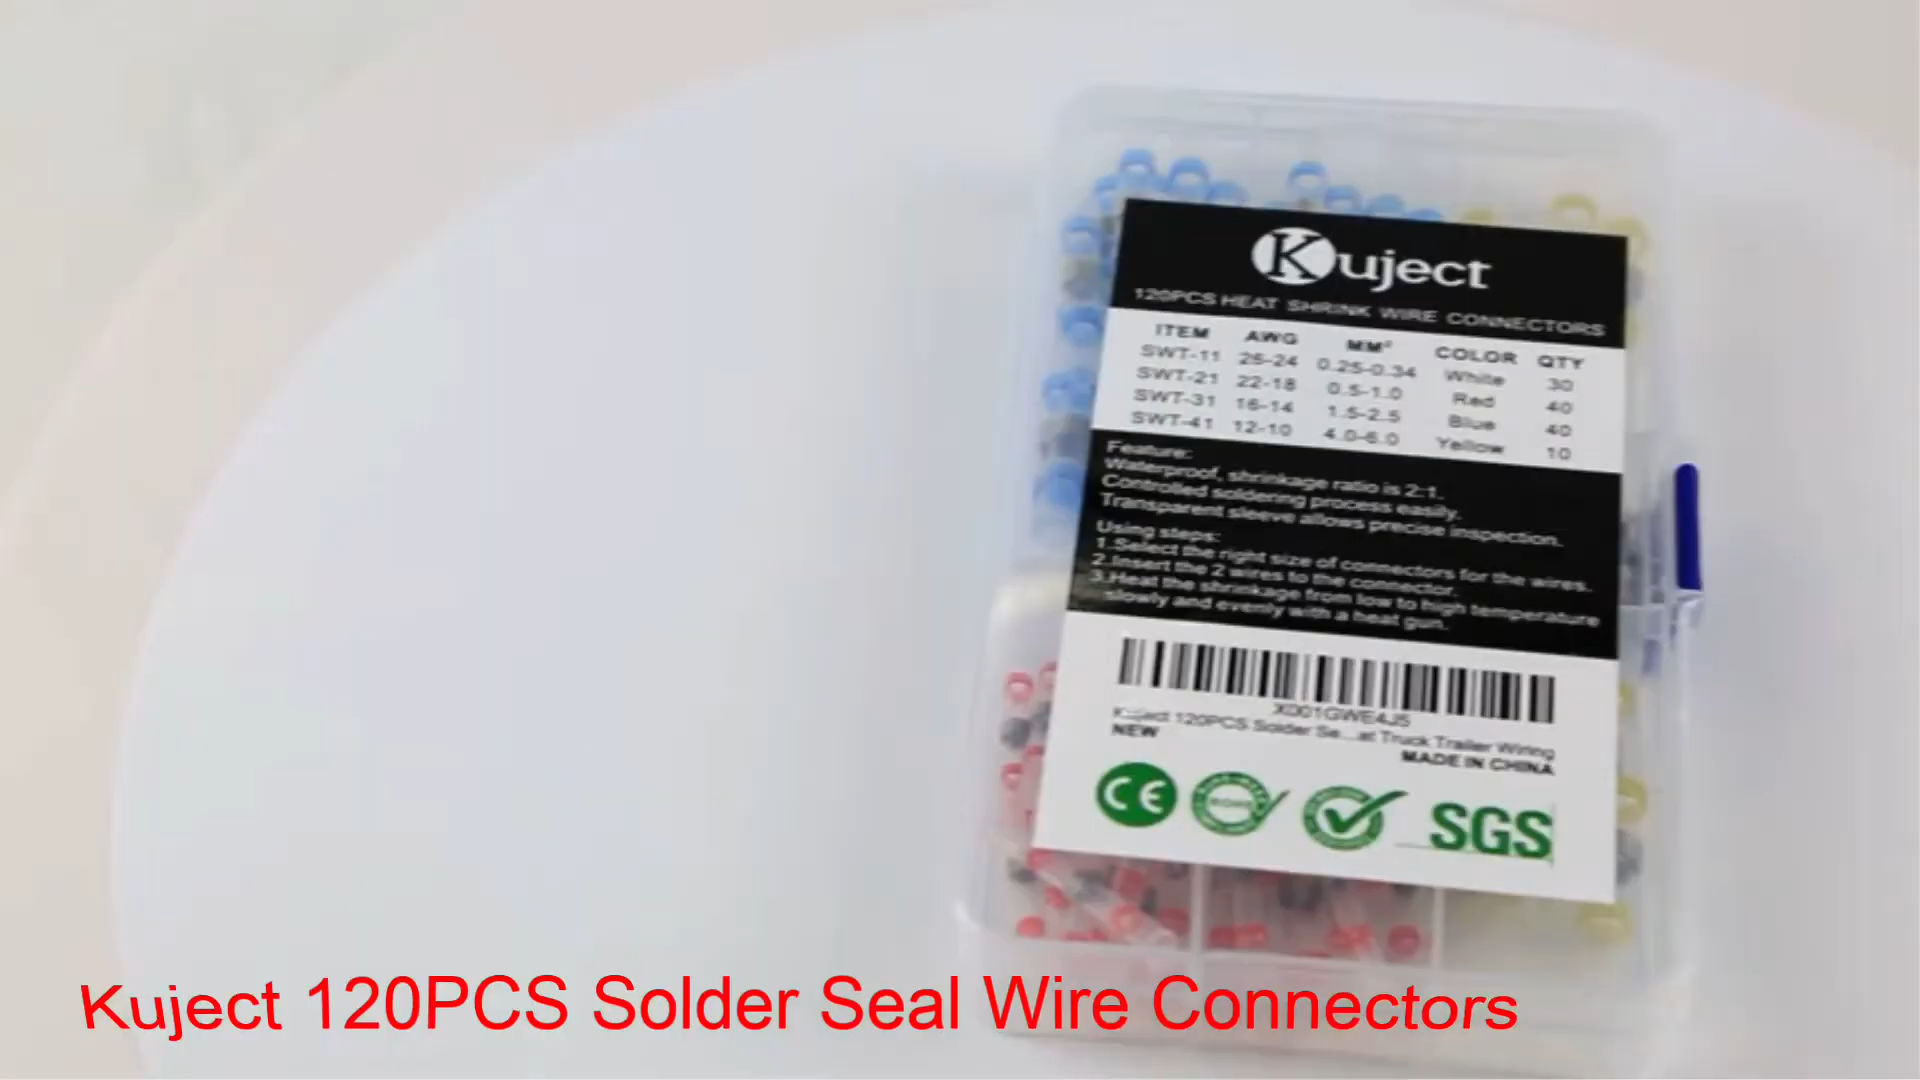 Kuject
120PCS HEAT SHRINK WIRE CONNECTORS
ITEM AWG MM² COLOR QTY
SWT-11 26-24 0.25-0.34 White 30
SWT-21 22-18 0.5-1.0 Red 40
SWT-31 16-14 1.5-2.5 Blue 40
SWT-41 12-10 4.0-6.0 Yellow 10
Feature:
Waterproof, shrinkage ratio is 2:1.
Controlled soldering process easily.
Transparent sleeve allows precise inspection.
Using steps:
1.Select the right size of connectors for the wires.
2.Insert the 2 wires to the connector.
3.Heat the shrinkage from low to high temperature
slowly and evenly with a heat gun.
X001GWE4J5
Kuject 120PCS Solder Se...at Truck Trailer Wiring
NEW
MADE IN CHINA
CE
ROHS
SGS
Kuject 120PCS Solder Seal Wire Connectors